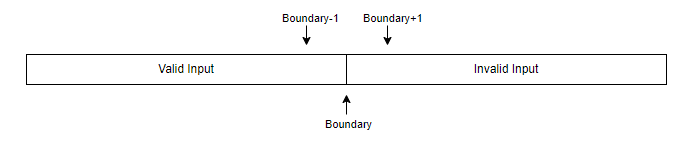 Boundary-1
Boundary+1
Valid Input
Invalid Input
Boundary